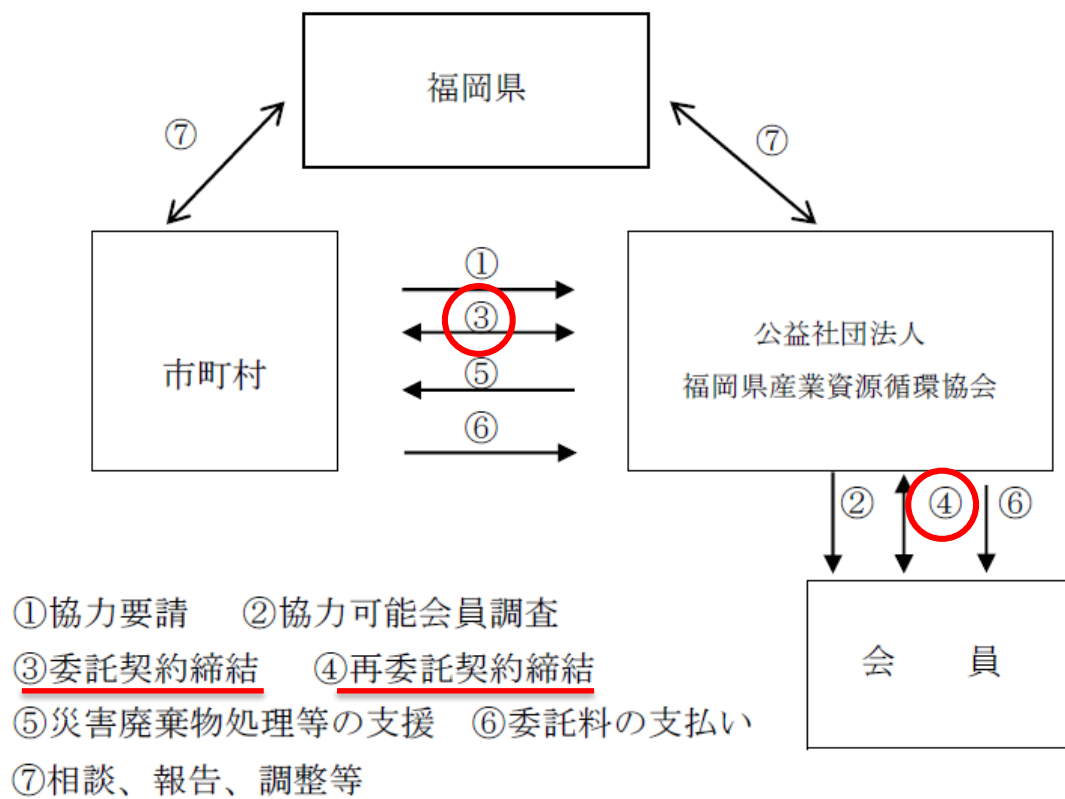 福岡県
⑦
⑦
市町村
①
③
⑤
⑥
公益社団法人
福岡県産業資源循環協会
②
④
⑥
会　員
①協力要請　②協力可能会員調査
③委託契約締結　④再委託契約締結
⑤災害廃棄物処理等の支援　⑥委託料の支払い
⑦相談、報告、調整等